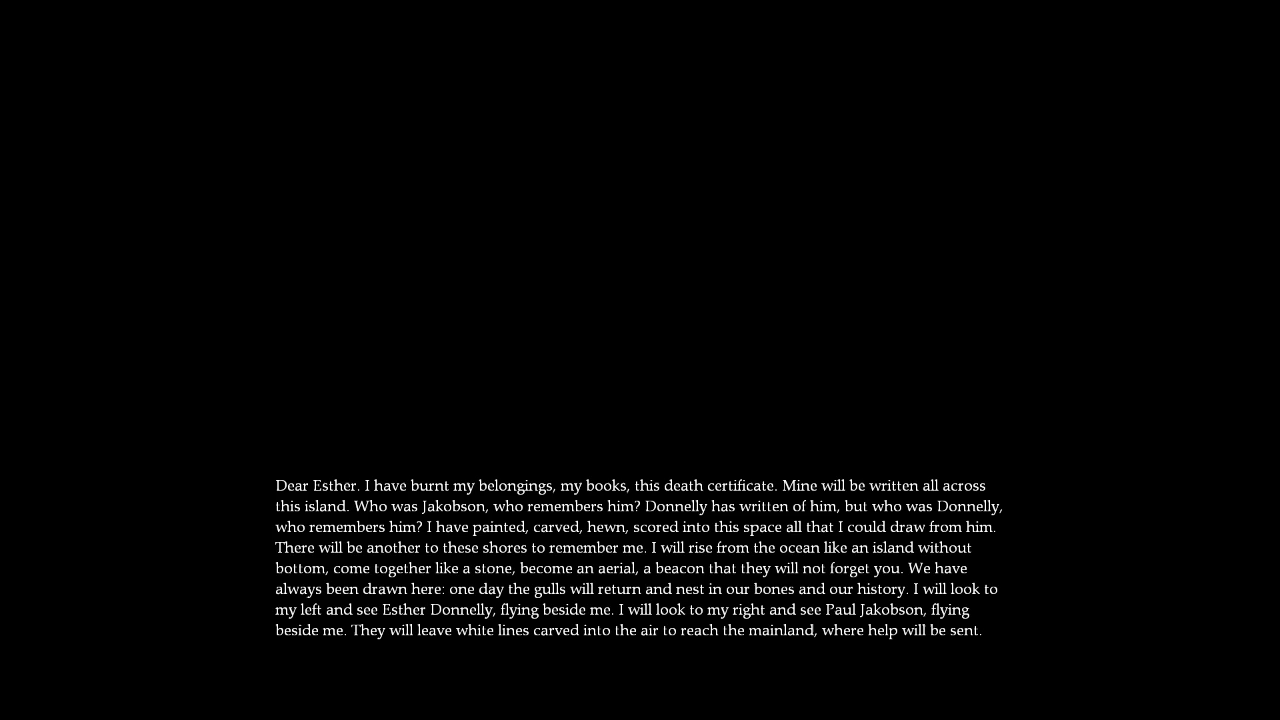 Dear Esther. I have burnt my belongings, my books, this death certificate. Mine will be written all across
this island. Who was Jakobson, who remembers him? Donnelly has written of him, but who was Donnelly,
who remembers him? I have painted, carved, hewn, scored into this space all that I could draw from him.
There will be another to these shores to remember me. I will rise from the ocean like an island without
bottom, come together like a stone, become an aerial, a beacon that they will not forget you. We have
always been drawn here: one day the gulls will return and nest in our bones and our history. I will look to
my left and see Esther Donnelly, flying beside me. I will look to my right and see Paul Jakobson, flying
beside me. They will leave white lines carved into the air to reach the mainland, where help will be sent.